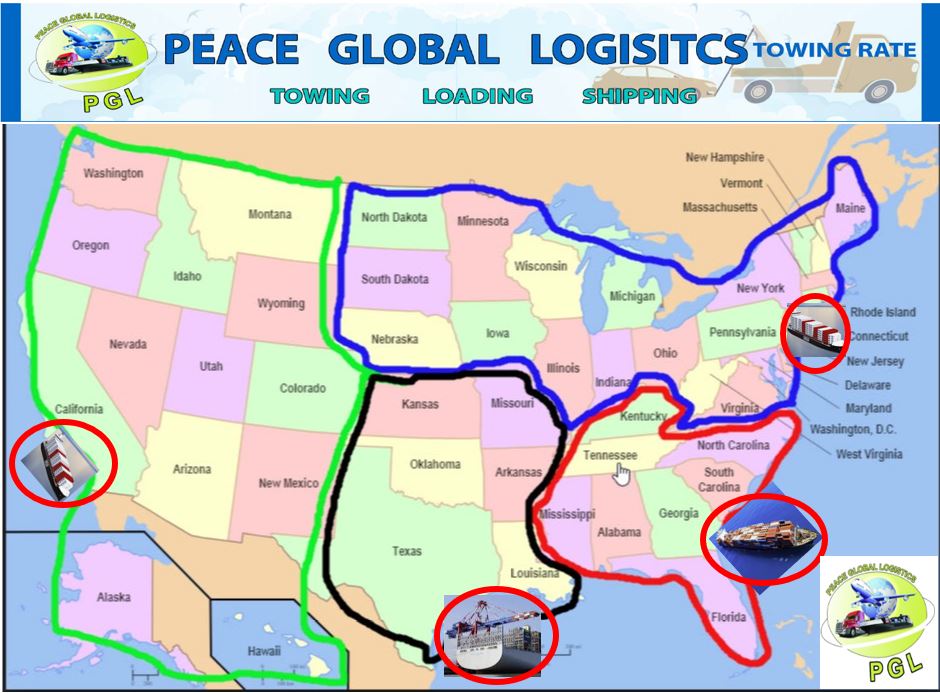 PEACE GLOBAL LOGISTICS
PGL
PEACE GLOBAL LOGISITCS
TOWING RATE
TOWING LOADING SHIPPING
New Hampshire
Vermont
Massachusetts
Washington
Montana
North Dakota
Minnesota
Maine
Oregon
Idaho
South Dakota
Wisconsin
Wyoming
Michigan
New York
Rhode Island
Connecticut
Nevada
Nebraska
Iowa
Pennsylvania
Utah
Colorado
Illinois
Indiana
Ohio
New Jersey
Delaware
California
Kansas
Missouri
Kentucky
Virginia
Maryland
Washington, D.C.
West Virginia
Arizona
New Mexico
Oklahoma
Arkansas
Tennessee
North Carolina
South
Carolina
Mississippi
Alabama
Georgia
Texas
Louisiana
Alaska
Hawaii
Florida
PEACE GLOBAL LOGISTICS
PGL